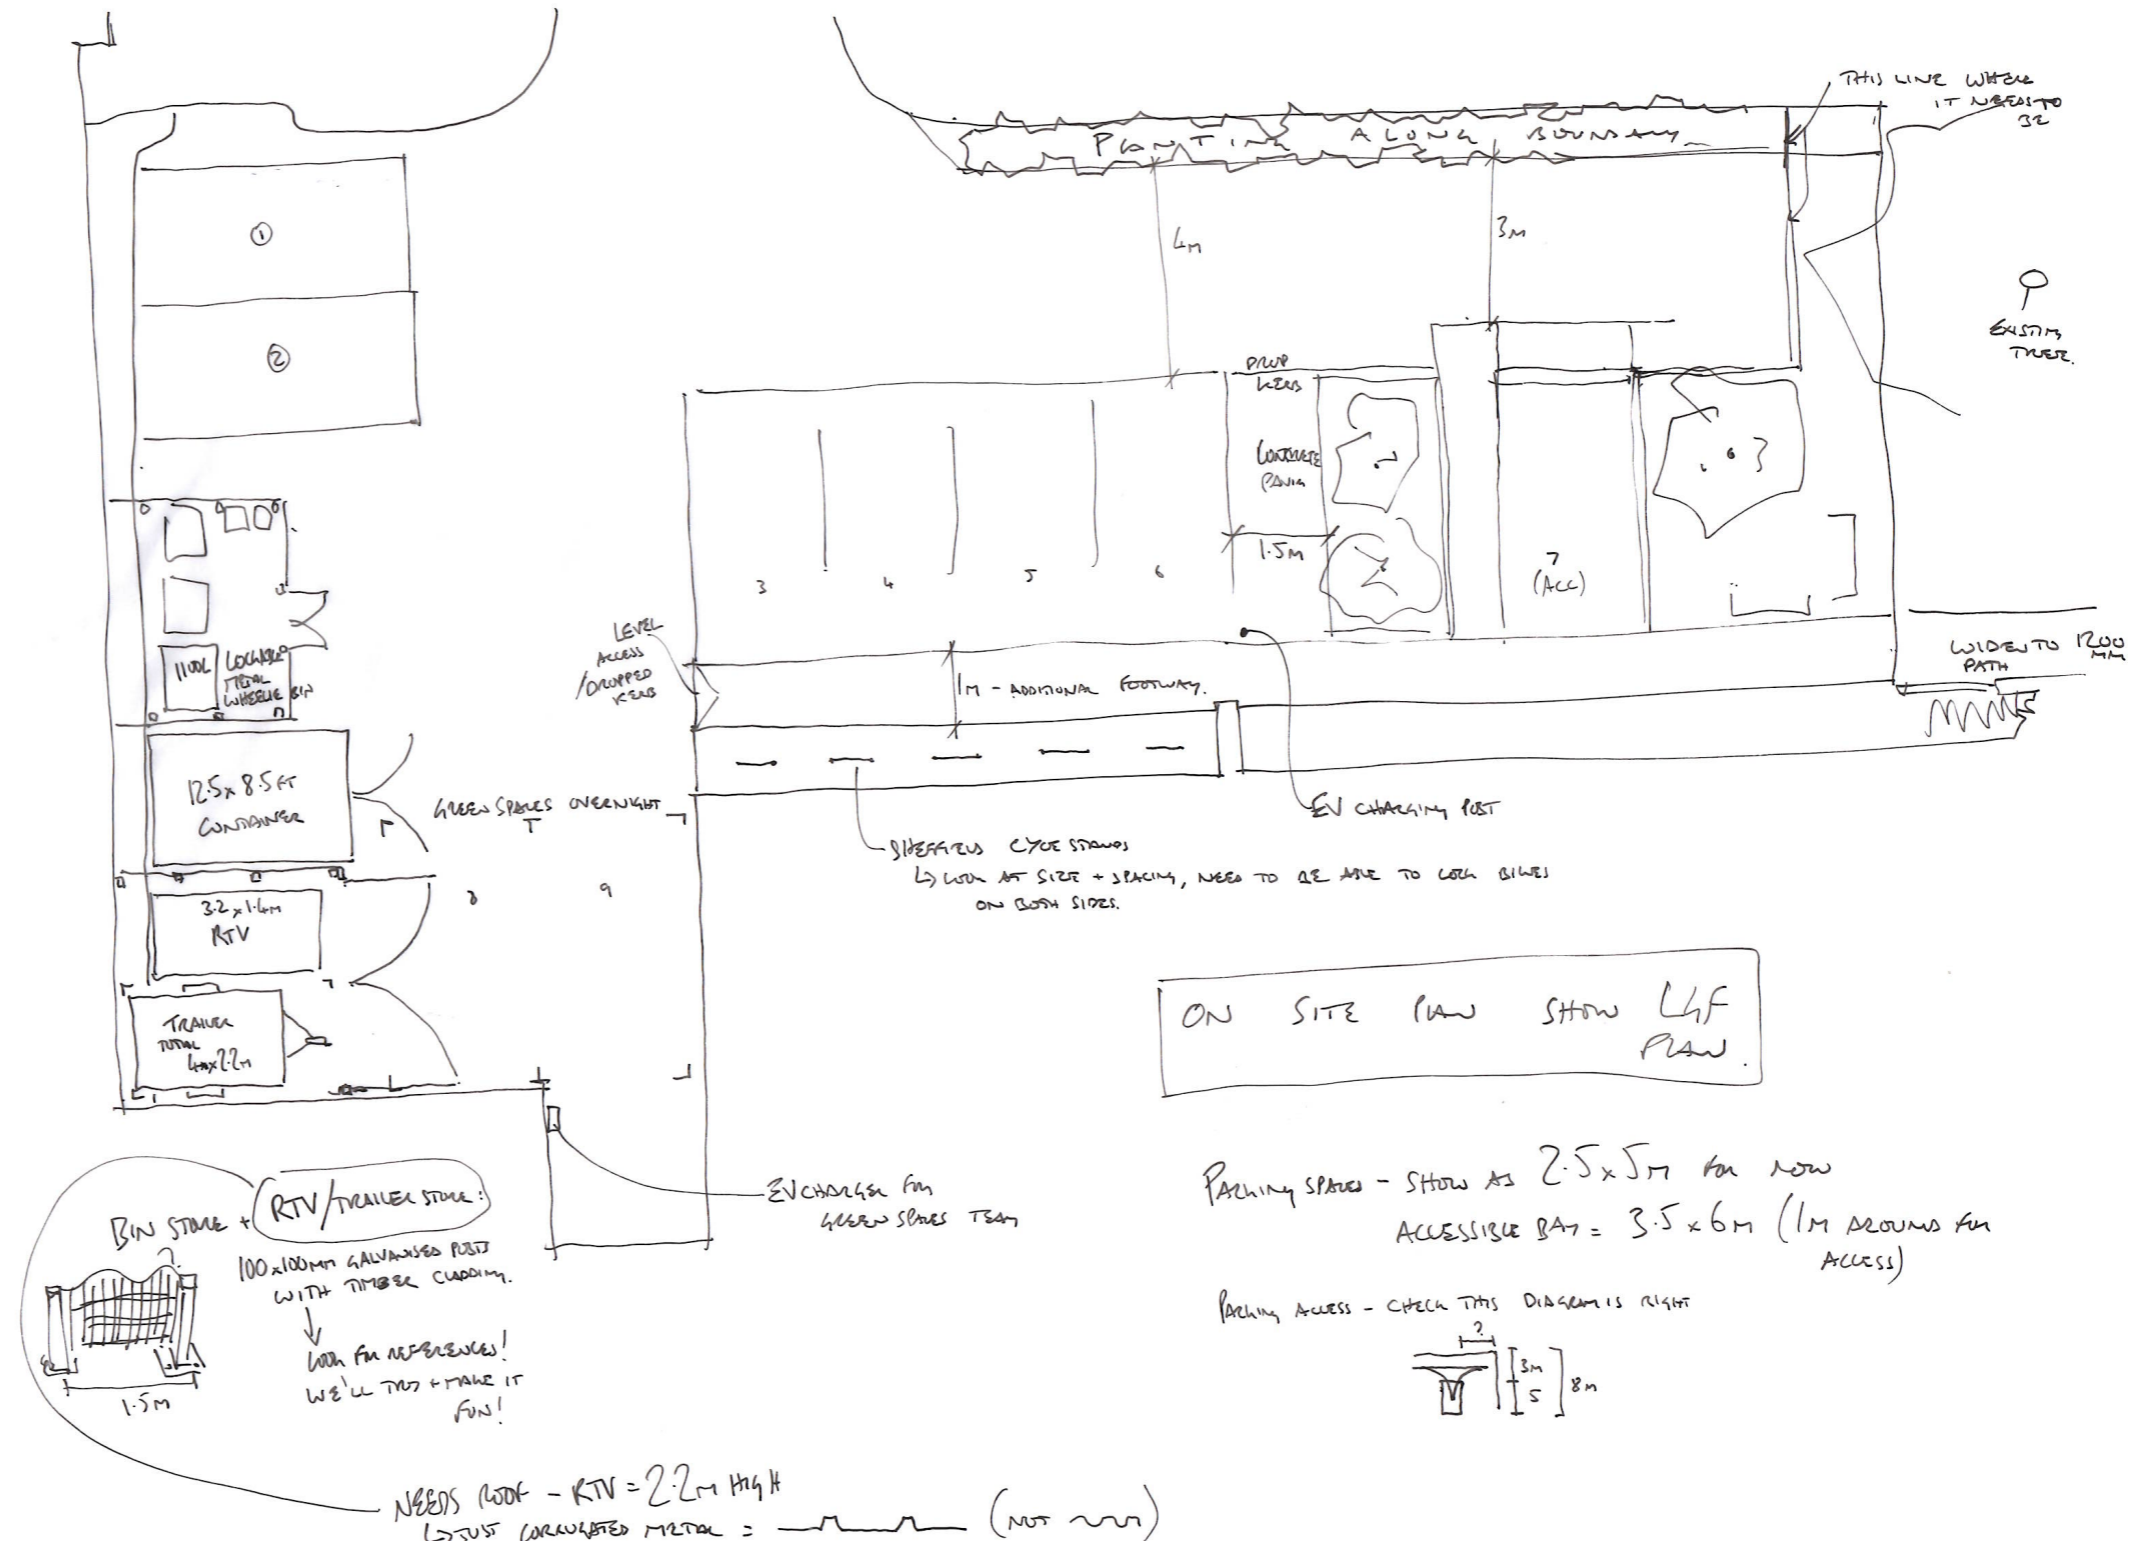 THIS LINE WHERE
IT NEEDS TO
BE
PLANTING ALONG BOUNDARY
1
4M
3M
2
EXISTING
TREE.
DROP
KERB
CONCRETE
PAVING
1.5M
3
4
5
6
7
(ACC)
LEVEL
ACCESS
/DROPPED
KERB
1M - ADDITIONAL FOOTWAY.
WIDEN TO 1200
MM
PATH
1100L
LOCKABLE
METAL
WHEELIE BIN
12.5 x 8.5 FT
CONTAINER
GREEN SPACES OVERNIGHT
EV CHARGING POST
SHEFFIELD CYCLE STANDS
↳ LOOK AT SIZE + SPACING, NEED TO BE ABLE TO LOCK BIKES
ON BOTH SIDES.
3.2 x 1.4M
RTV
8
9
TRAILER
TOTAL
4M x 2.2M
ON SITE PLAN SHOW LGF
PLAN.
EV CHARGER FOR
GREEN SPACES TEAM
PARKING SPACES - SHOW AS 2.5 x 5M FOR NOW
ACCESSIBLE BAY = 3.5 x 6M (1M AROUND FOR
ACCESS)
PARKING ACCESS - CHECK THIS DIAGRAM IS RIGHT
?
3M
5
8M
BIN STORE + RTV/TRAILER STORE:
?
100x100MM GALVANISED POSTS
WITH TIMBER CLADDING.
↓
LOOK FOR REFERENCES!
WE'LL TRY + MAKE IT
FUN!
1.5M
NEEDS ROOF - RTV = 2.2M HIGH
↳ JUST CORRUGATED METAL = (NOT )